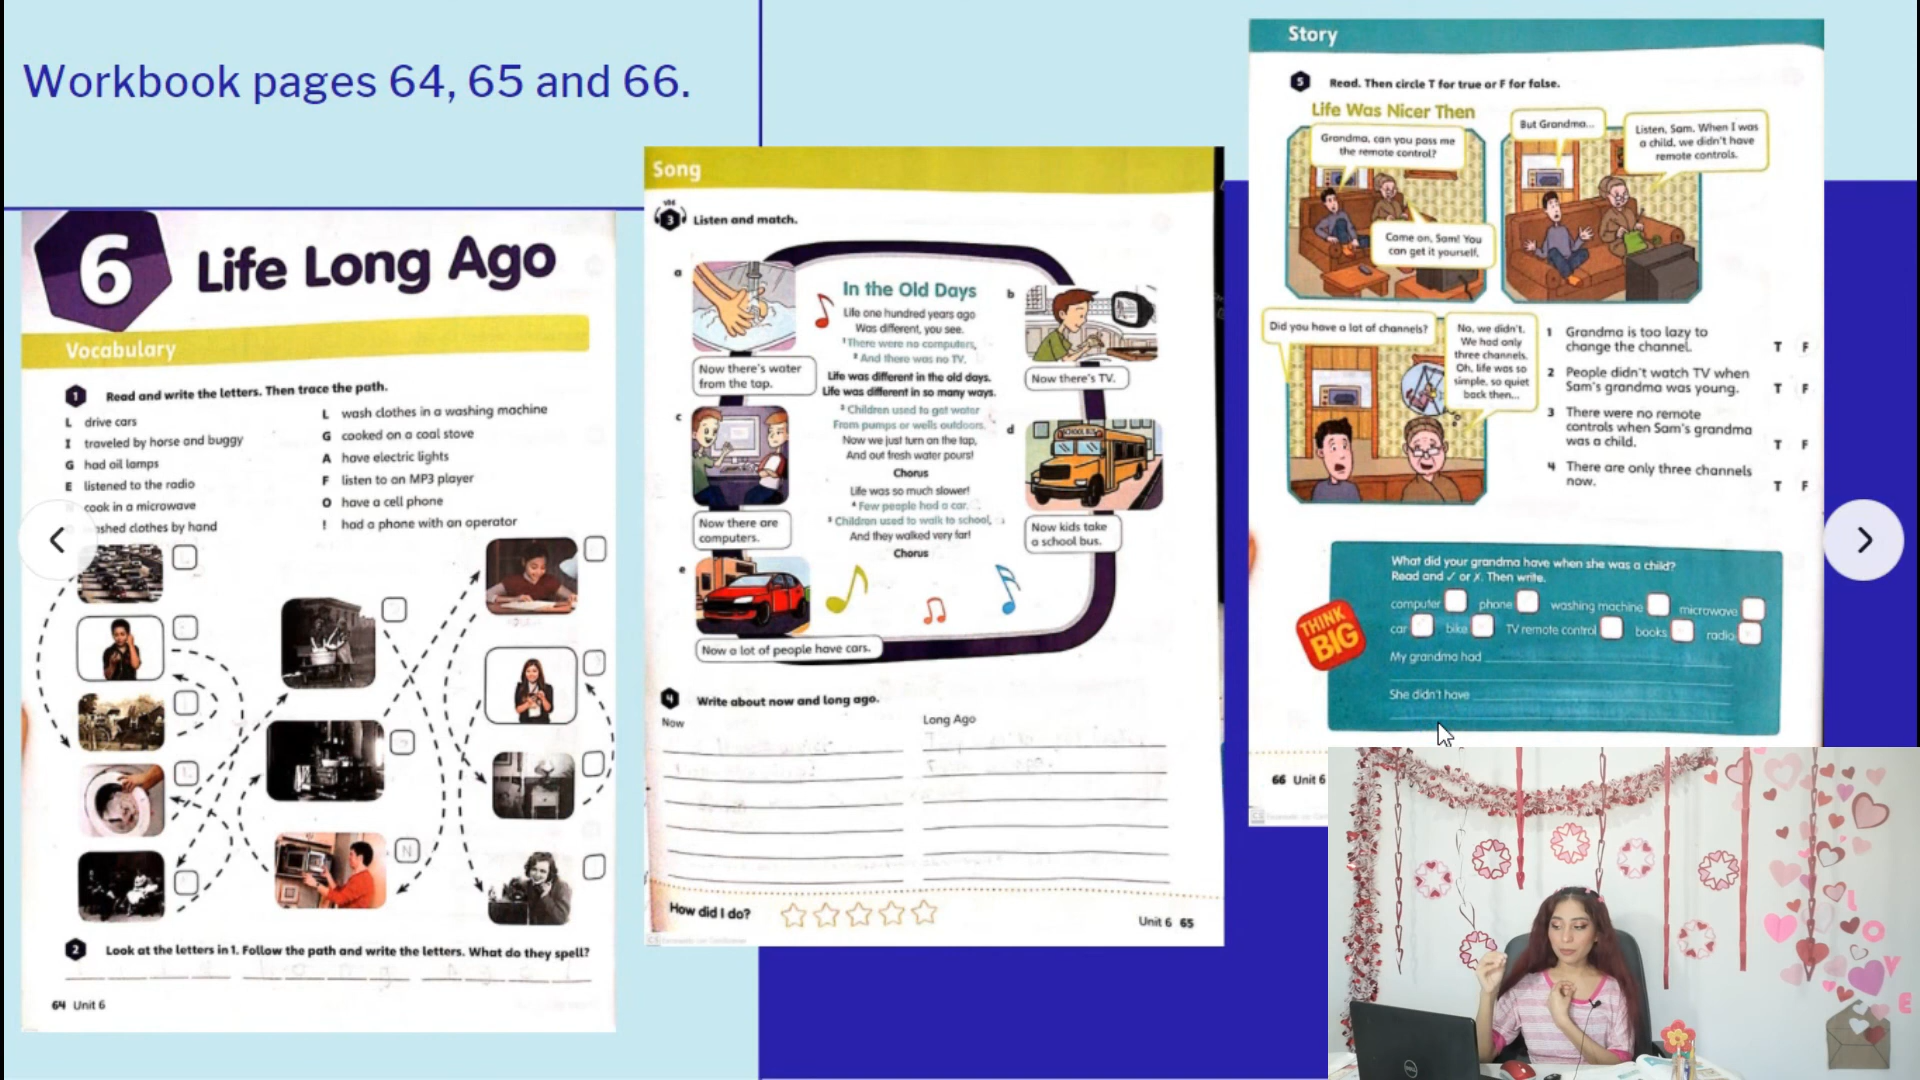 Workbook pages 64, 65 and 66.
6 Life Long Ago
Vocabulary
1 Read and write the letters. Then trace the path.
L drive cars
I traveled by horse and buggy
G had oil lamps
E listened to the radio
cook in a microwave
washed clothes by hand
L wash clothes in a washing machine
G cooked on a coal stove
A have electric lights
F listen to an MP3 player
O have a cell phone
! had a phone with an operator
N
2 Look at the letters in 1. Follow the path and write the letters. What do they spell?
64 Unit 6
Song
3 Listen and match.
a
Now there's water
from the tap.
b
Now there's TV.
c
Now there are
computers.
d
SCHOOL BUS
Now kids take
a school bus.
e
Now a lot of people have cars.
In the Old Days
Life one hundred years ago
Was different, you see.
1 There were no computers,
2 And there was no TV.
Life was different in the old days.
Life was different in so many ways.
3 Children used to get water
From pumps or wells outdoors.
Now we just turn on the tap,
And out fresh water pours!
Chorus
Life was so much slower!
4 Few people had a car.
5 Children used to walk to school,
And they walked very far!
Chorus
4 Write about now and long ago.
Now
Long Ago
How did I do?
Unit 6 65
Story
5 Read. Then circle T for true or F for false.
Life Was Nicer Then
Grandma, can you pass me
the remote control?
Come on, Sam! You
can get it yourself.
But Grandma...
Listen, Sam. When I was
a child, we didn't have
remote controls.
Did you have a lot of channels?
No, we didn't.
We had only
three channels.
Oh, life was so
simple, so quiet
back then...
1 Grandma is too lazy to
change the channel. T F
2 People didn't watch TV when
Sam's grandma was young. T F
3 There were no remote
controls when Sam's grandma
was a child. T F
4 There are only three channels
now. T F
THINK
BIG
What did your grandma have when she was a child?
Read and ✓ or ✗. Then write.
computer phone washing machine microwave
car bike TV remote control books radio
My grandma had
She didn't have
66 Unit 6
L
O
V
E
DELL